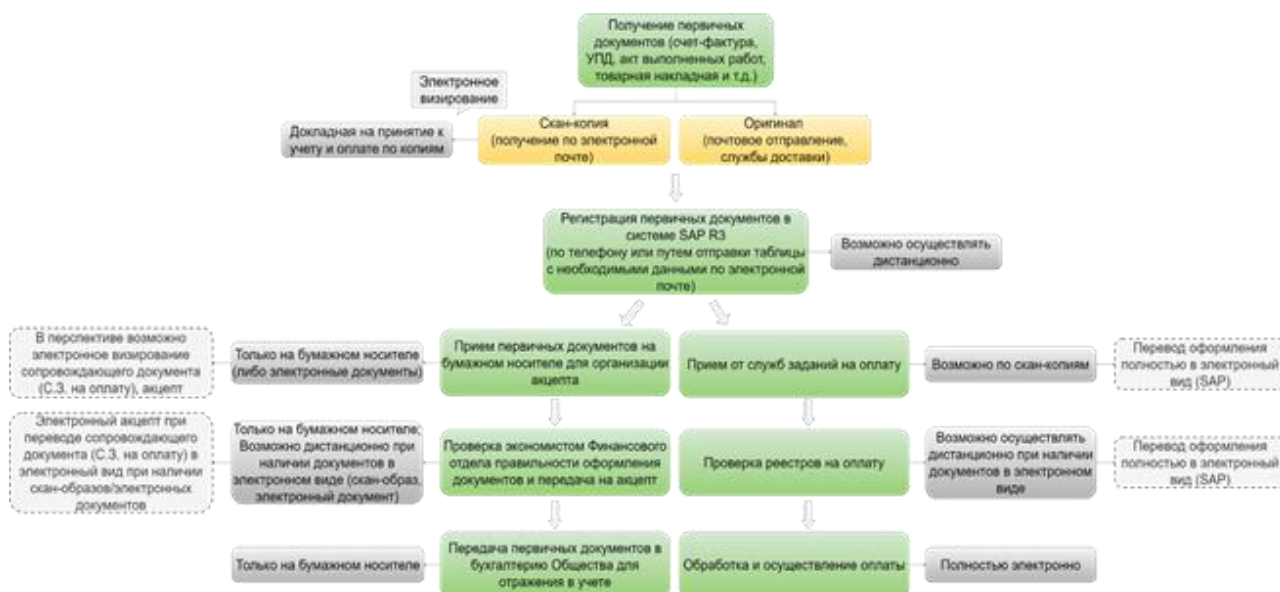 Получение первичных
документов (счет-фактура,
УПД, акт выполненных работ,
товарная накладная и т.д.)
Электронное
визирование
Докладная на принятие к
учету и оплате по копиям
Скан-копия
(получение по электронной
почте)
Оригинал
(почтовое отправление,
службы доставки)
Регистрация первичных документов в
системе SAP R3
(по телефону или путем отправки таблицы
с необходимыми данными по электронной
почте)
Возможно осуществлять
дистанционно
В перспективе возможно
электронное визирование
сопровождающего документа
(С.З. на оплату), акцепт
Только на бумажном носителе
(либо электронные документы)
Прием первичных документов на
бумажном носителе для организации
акцепта
Прием от служб заданий на оплату
Возможно по скан-копиям
Перевод оформления
полностью в электронный
вид (SAP)
Электронный акцепт при
переводе сопровождающего
документа (С.З. на оплату) в
электронный вид при наличии
скан-образов/электронных
документов
Только на бумажном носителе;
Возможно дистанционно при
наличии документов в
электронном виде (скан-образ,
электронный документ)
Проверка экономистом Финансового
отдела правильности оформления
документов и передача на акцепт
Проверка реестров на оплату
Возможно осуществлять
дистанционно при наличии
документов в электронном
виде
Перевод оформления
полностью в электронный
вид (SAP)
Только на бумажном носителе
Передача первичных документов в
бухгалтерию Общества для
отражения в учете
Обработка и осуществление оплаты
Полностью электронно